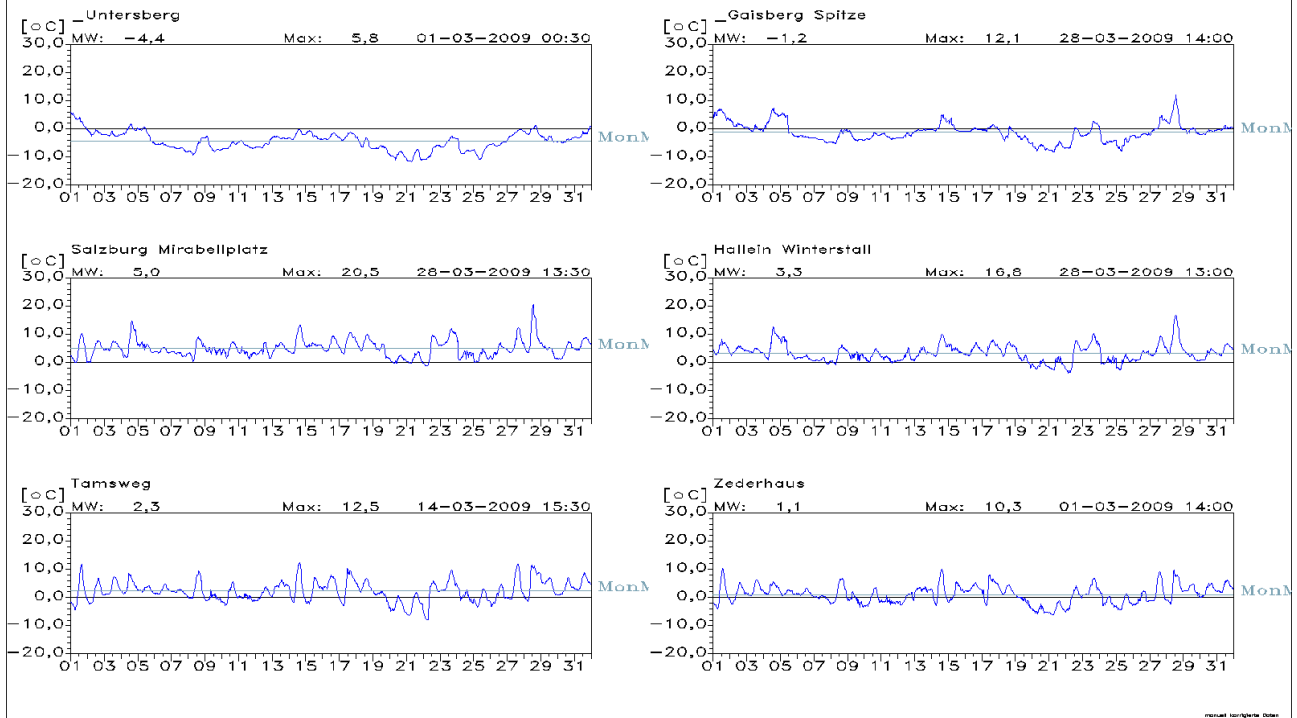 _Untersberg
[°C] MW: -4,4 Max: 5,8 01-03-2009 00:30
30,0
20,0
10,0
0,0
-10,0
-20,0
MonM
01 03 05 07 09 11 13 15 17 19 21 23 25 27 29 31
_Gaisberg Spitze
[°C] MW: -1,2 Max: 12,1 28-03-2009 14:00
30,0
20,0
10,0
0,0
-10,0
-20,0
MonM
01 03 05 07 09 11 13 15 17 19 21 23 25 27 29 31
Salzburg Mirabellplatz
[°C] MW: 5,0 Max: 20,5 28-03-2009 13:30
30,0
20,0
10,0
0,0
-10,0
-20,0
MonM
01 03 05 07 09 11 13 15 17 19 21 23 25 27 29 31
Hallein Winterstall
[°C] MW: 3,3 Max: 16,8 28-03-2009 13:00
30,0
20,0
10,0
0,0
-10,0
-20,0
MonM
01 03 05 07 09 11 13 15 17 19 21 23 25 27 29 31
Tamsweg
[°C] MW: 2,3 Max: 12,5 14-03-2009 15:30
30,0
20,0
10,0
0,0
-10,0
-20,0
MonM
01 03 05 07 09 11 13 15 17 19 21 23 25 27 29 31
Zederhaus
[°C] MW: 1,1 Max: 10,3 01-03-2009 14:00
30,0
20,0
10,0
0,0
-10,0
-20,0
MonM
01 03 05 07 09 11 13 15 17 19 21 23 25 27 29 31
manuell korrigierte Daten